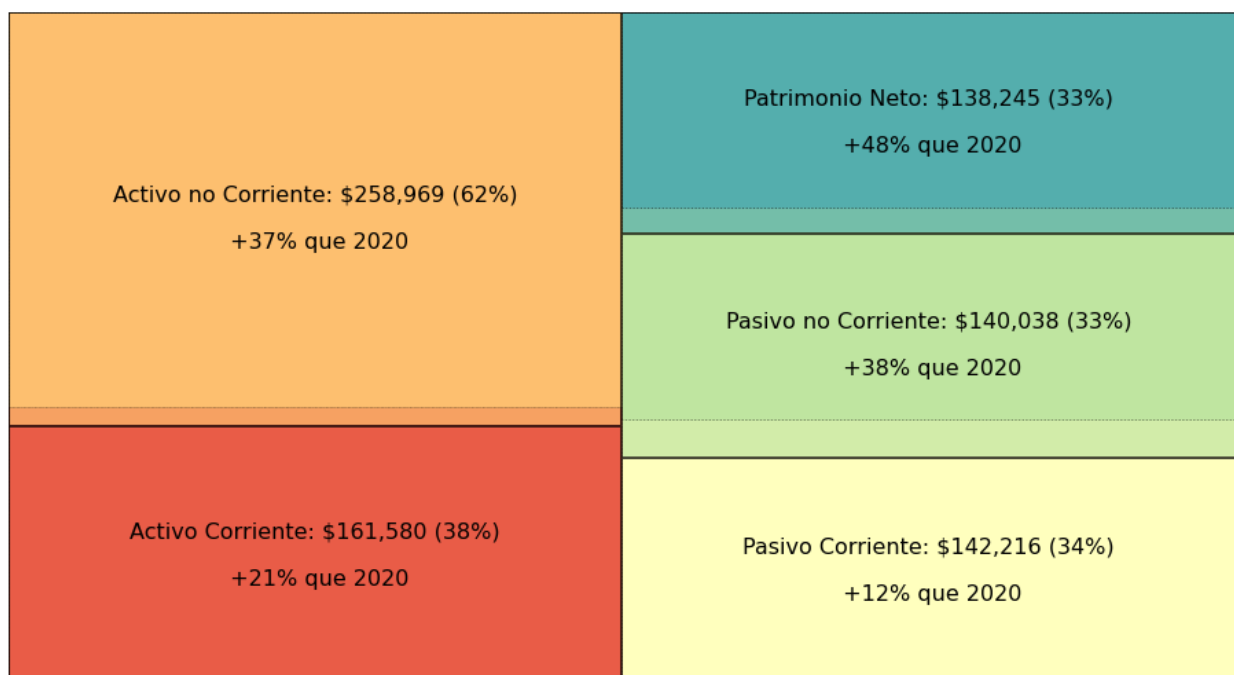 Activo no Corriente: $258,969 (62%)
+37% que 2020
Activo Corriente: $161,580 (38%)
+21% que 2020
Patrimonio Neto: $138,245 (33%)
+48% que 2020
Pasivo no Corriente: $140,038 (33%)
+38% que 2020
Pasivo Corriente: $142,216 (34%)
+12% que 2020